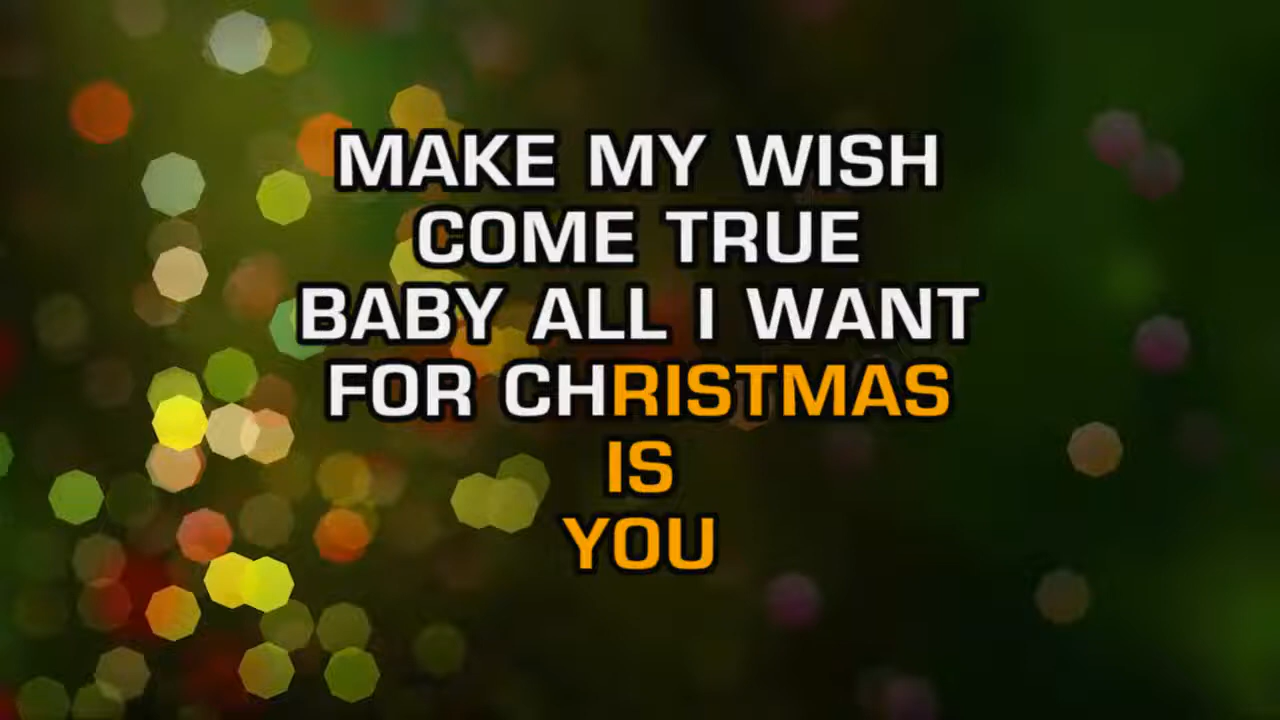 MAKE MY WISH
COME TRUE
BABY ALL I WANT
FOR CHRISTMAS
IS
YOU